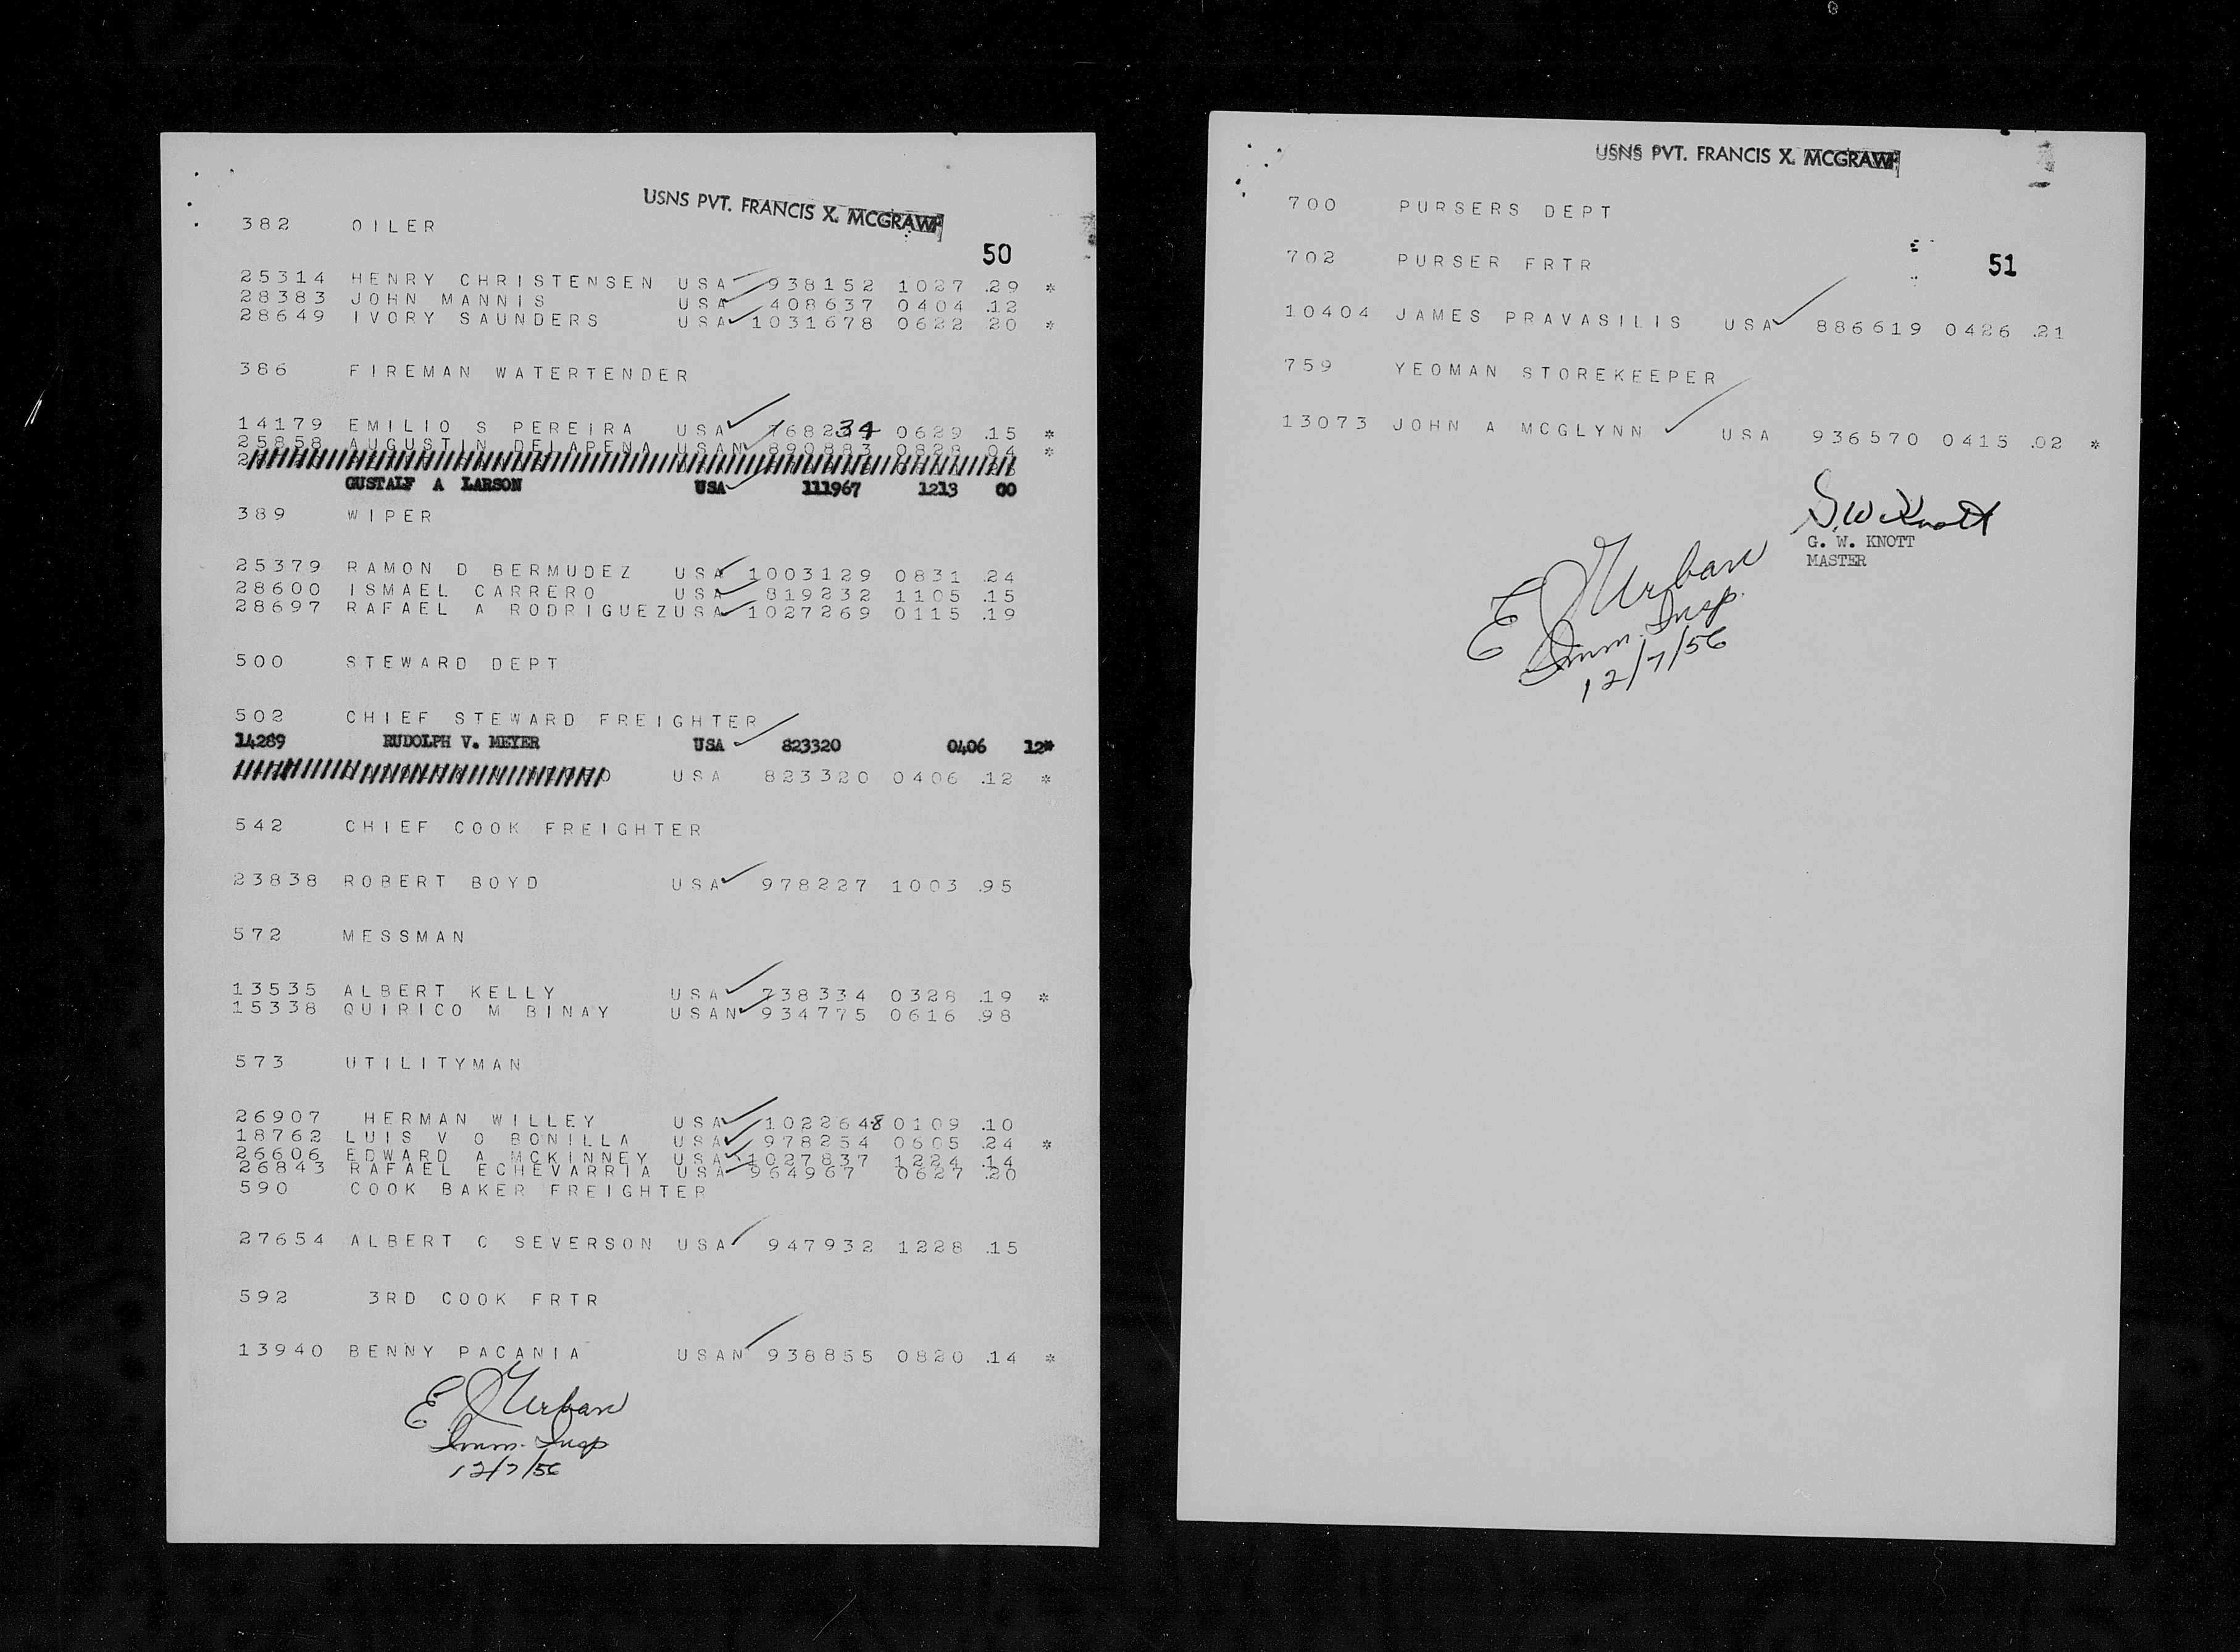 USNS PVT. FRANCIS X. MCGRAW
382 OILER
50
25314 HENRY CHRISTENSEN USA 938152 1027 .29 *
28383 JOHN MANNIS USA 408637 0404 .12
28649 IVORY SAUNDERS USA 1031678 0622 .20 *
386 FIREMAN WATERTENDER
14179 EMILIO S PEREIRA USA 768234 0629 .15 *
25858 AUGUSTIN DELAPENA USAN 890883 0828 .04 *
GUSTALF A LARSON USA 111967 1213 00
389 WIPER
25379 RAMON D BERMUDEZ USA 1003129 0831 .24
28600 ISMAEL CARRERO USA 819232 1105 .15
28697 RAFAEL A RODRIGUEZ USA 1027269 0115 .19
500 STEWARD DEPT
502 CHIEF STEWARD FREIGHTER
14289 RUDOLPH V. MEYER USA 823320 0406 12*
USA 823320 0406 .12 *
542 CHIEF COOK FREIGHTER
23838 ROBERT BOYD USA 978227 1003 .95
572 MESSMAN
13535 ALBERT KELLY USA 738334 0328 .19 *
15338 QUIRICO M BINAY USAN 934775 0616 .98
573 UTILITYMAN
26907 HERMAN WILLEY USA 1022648 0109 .10
18762 LUIS V O BONILLA USA 978254 0605 .24 *
26606 EDWARD A MCKINNEY USA 1027837 1224 .14
26843 RAFAEL ECHEVARRIA USA 964967 0627 .20
590 COOK BAKER FREIGHTER
27654 ALBERT C SEVERSON USA 947932 1228 .15
592 3RD COOK FRTR
13940 BENNY PACANIA USAN 938855 0820 .14 *
E J Urban
Imm. Insp
12/7/56
USNS PVT. FRANCIS X. MCGRAW
700 PURSERS DEPT
702 PURSER FRTR
51
10404 JAMES PRAVASILIS USA 886619 0426 .21
759 YEOMAN STOREKEEPER
13073 JOHN A MCGLYNN USA 936570 0415 .02 *
G. W. Knott
G. W. KNOTT
MASTER
E J Urban
Imm. Insp.
12/7/56